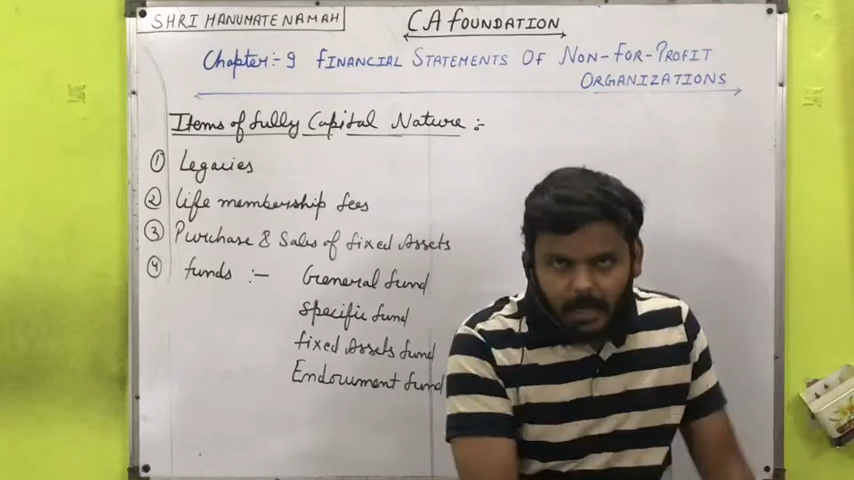 SHRI HANUMATE NAMAH
CA FOUNDATION
Chapter:- 9 FINANCIAL STATEMENTS OF NON-FOR-PROFIT
ORGANIZATIONS
Items of fully Capital Nature :-
① Legacies
② Life membership fees
③ Purchase & Sales of fixed Assets
④ funds :- General fund
specific fund
fixed Assets fund
Endowment fund